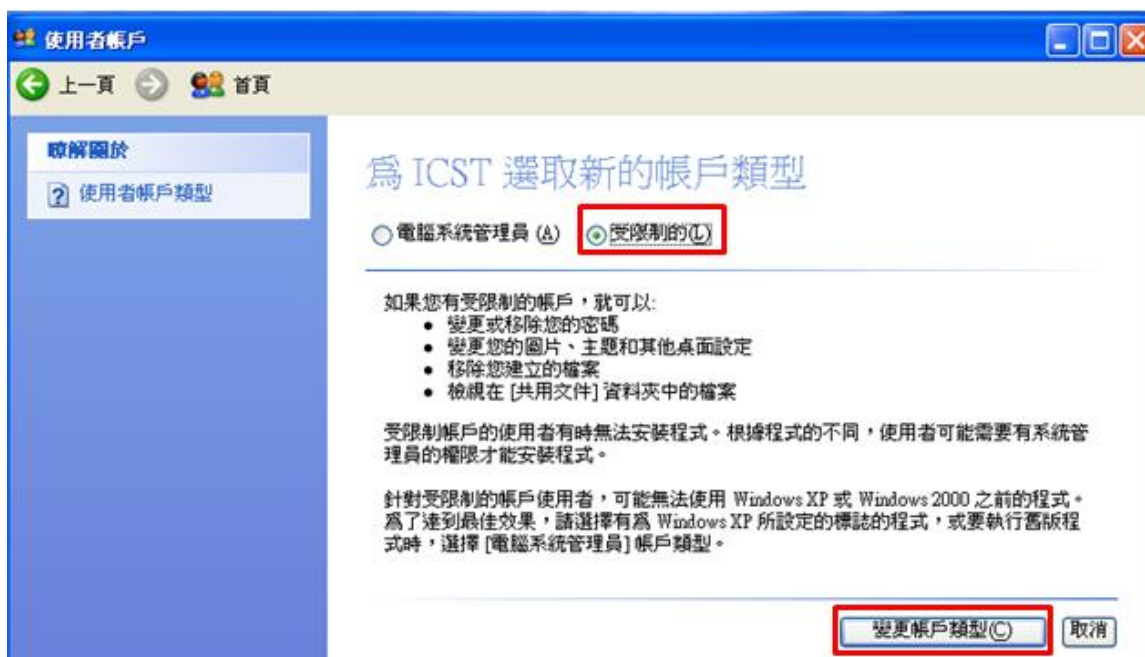 使用者帳戶
上一頁 首頁
瞭解關於
使用者帳戶類型
為 ICST 選取新的帳戶類型
電腦系統管理員 (A) 受限制的(L)
如果您有受限制的帳戶，就可以:
• 變更或移除您的密碼
• 變更您的圖片、主題和其他桌面設定
• 移除您建立的檔案
• 檢視在 [共用文件] 資料夾中的檔案
受限制帳戶的使用者有時無法安裝程式。根據程式的不同，使用者可能需要有系統管
理員的權限才能安裝程式。
針對受限制的帳戶使用者，可能無法使用 Windows XP 或 Windows 2000 之前的程式。
為了達到最佳效果，請選擇有為 Windows XP 所設定的標誌的程式，或要執行舊版程
式時，選擇 [電腦系統管理員] 帳戶類型。
變更帳戶類型(C) 取消